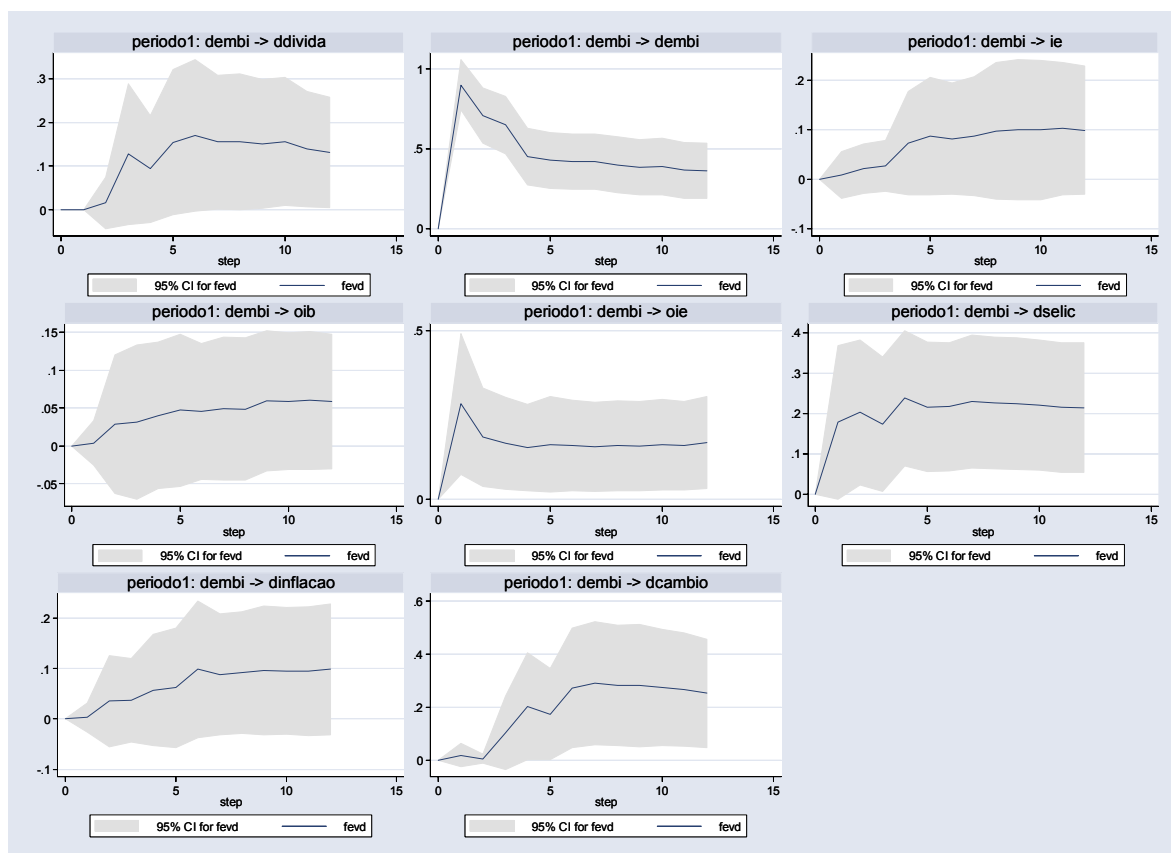 periodo1: dembi -> ddivida
.3
.2
.1
0
0 5 10 15
step
95% CI for fevd fevd
periodo1: dembi -> dembi
1
.5
0
0 5 10 15
step
95% CI for fevd fevd
periodo1: dembi -> ie
.2
.1
0
-.1
0 5 10 15
step
95% CI for fevd fevd
periodo1: dembi -> oib
.15
.1
.05
0
-.05
0 5 10 15
step
95% CI for fevd fevd
periodo1: dembi -> oie
.5
0
0 5 10 15
step
95% CI for fevd fevd
periodo1: dembi -> dselic
.4
.3
.2
.1
0
0 5 10 15
step
95% CI for fevd fevd
periodo1: dembi -> dinflacao
.2
.1
0
-.1
0 5 10 15
step
95% CI for fevd fevd
periodo1: dembi -> dcambio
.6
.4
.2
0
0 5 10 15
step
95% CI for fevd fevd